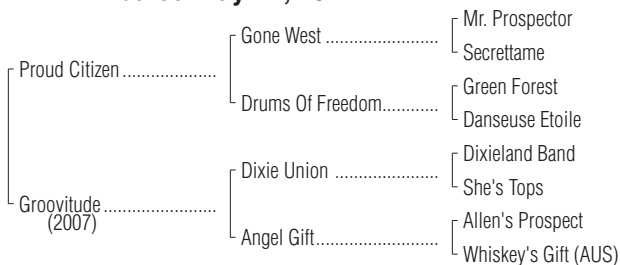 Mr. Prospector
Gone West ............................
Secrettame
Proud Citizen ...................
Green Forest
Drums Of Freedom............
Danseuse Etoile
Dixieland Band
Dixie Union ..........................
She's Tops
Groovitude .......................
(2007)
Allen's Prospect
Angel Gift..............................
Whiskey's Gift (AUS)